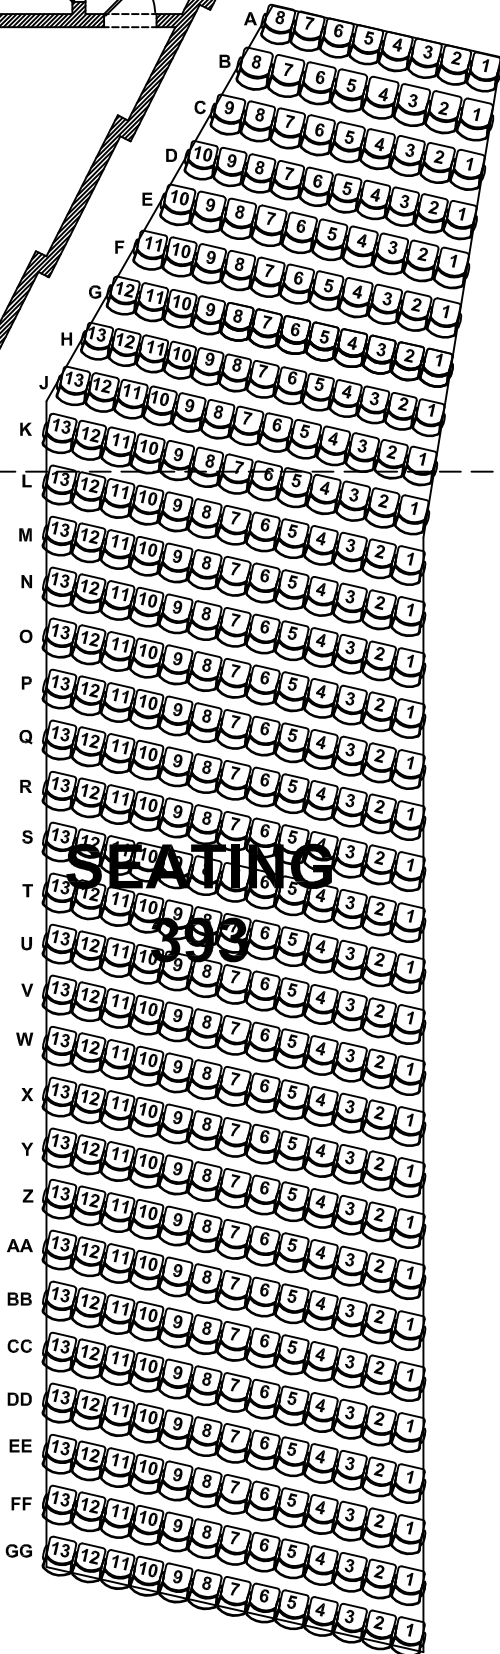 A 8 7 6 5 4 3 2 1
B 8 7 6 5 4 3 2 1
C 9 8 7 6 5 4 3 2 1
D 10 9 8 7 6 5 4 3 2 1
E 10 9 8 7 6 5 4 3 2 1
F 11 10 9 8 7 6 5 4 3 2 1
G 12 11 10 9 8 7 6 5 4 3 2 1
H 13 12 11 10 9 8 7 6 5 4 3 2 1
J 13 12 11 10 9 8 7 6 5 4 3 2 1
K 13 12 11 10 9 8 7 6 5 4 3 2 1
L 13 12 11 10 9 8 7 6 5 4 3 2 1
M 13 12 11 10 9 8 7 6 5 4 3 2 1
N 13 12 11 10 9 8 7 6 5 4 3 2 1
O 13 12 11 10 9 8 7 6 5 4 3 2 1
P 13 12 11 10 9 8 7 6 5 4 3 2 1
Q 13 12 11 10 9 8 7 6 5 4 3 2 1
R 13 12 11 10 9 8 7 6 5 4 3 2 1
S 13 12 10 6 5 4 3 2 1
SEATING
T 13 12 11 10 9 8 7 6 5 4 3 2 1
393
U 13 12 11 10 9 8 7 6 5 4 3 2 1
V 13 12 11 10 9 8 7 6 5 4 3 2 1
W 13 12 11 10 9 8 7 6 5 4 3 2 1
X 13 12 11 10 9 8 7 6 5 4 3 2 1
Y 13 12 11 10 9 8 7 6 5 4 3 2 1
Z 13 12 11 10 9 8 7 6 5 4 3 2 1
AA 13 12 11 10 9 8 7 6 5 4 3 2 1
BB 13 12 11 10 9 8 7 6 5 4 3 2 1
CC 13 12 11 10 9 8 7 6 5 4 3 2 1
DD 13 12 11 10 9 8 7 6 5 4 3 2 1
EE 13 12 11 10 9 8 7 6 5 4 3 2 1
FF 13 12 11 10 9 8 7 6 5 4 3 2 1
GG 13 12 11 10 9 8 7 6 5 4 3 2 1